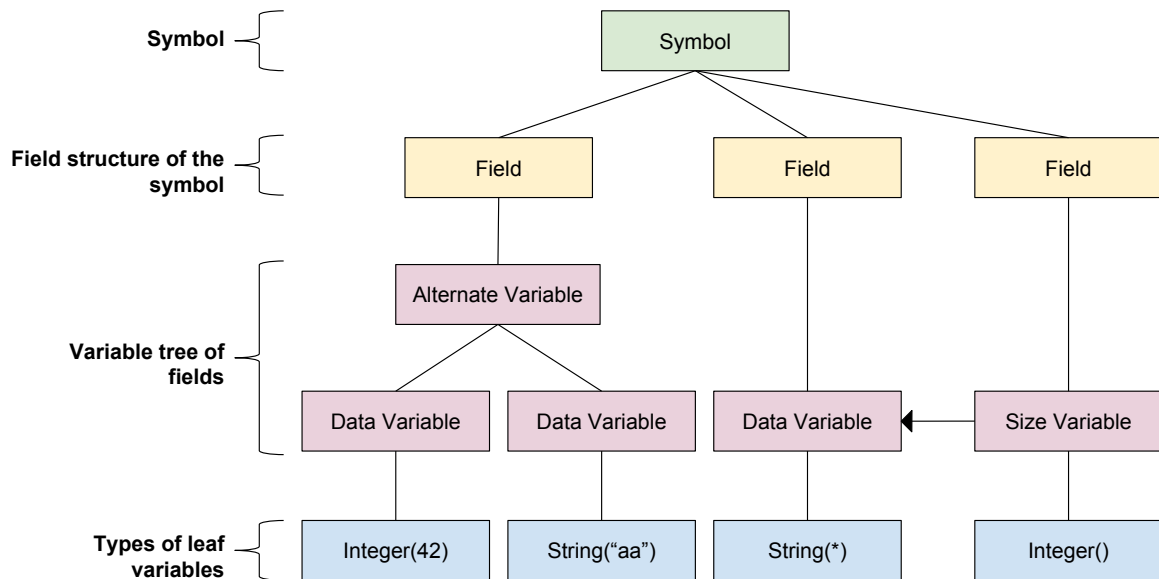 Symbol
Symbol
Field structure of the
symbol
Field
Field
Field
Alternate Variable
Variable tree of
fields
Data Variable
Data Variable
Data Variable
Size Variable
Types of leaf
variables
Integer(42)
String(“aa”)
String(*)
Integer()